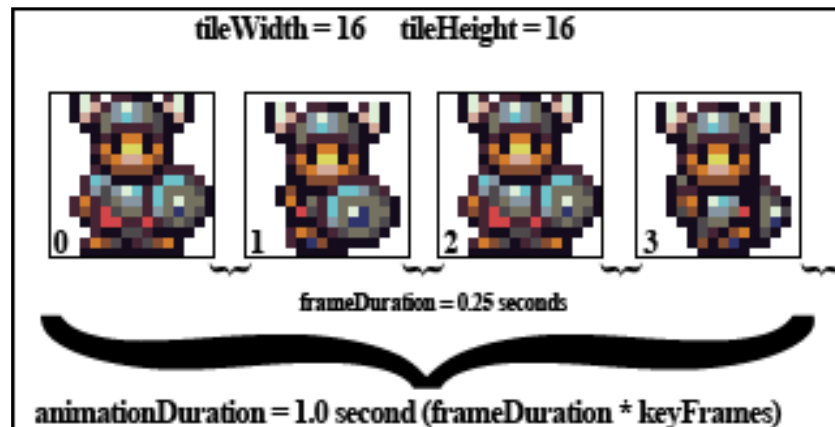 tileWidth = 16 tileHeight = 16
0 1 2 3
frameDuration = 0.25 seconds
animationDuration = 1.0 second (frameDuration * keyFrames)